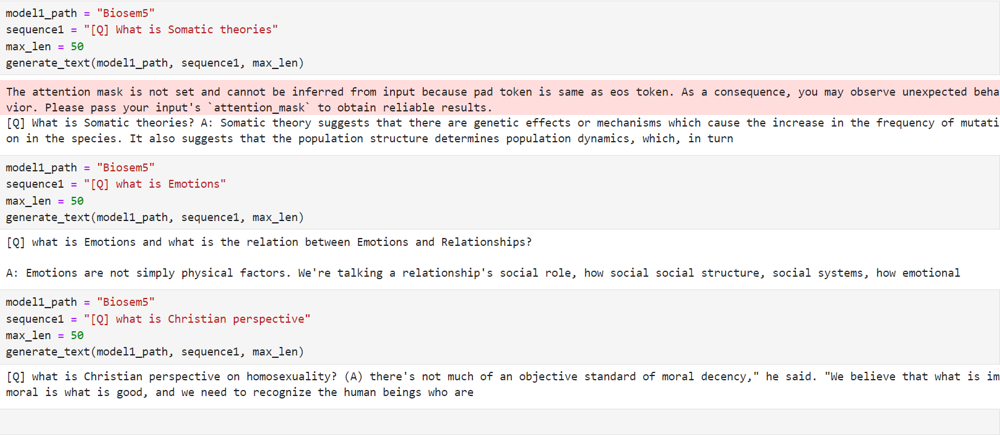 model1_path = "Biosem5"
sequence1 = "[Q] What is Somatic theories"
max_len = 50
generate_text(model1_path, sequence1, max_len)
The attention mask is not set and cannot be inferred from input because pad token is same as eos token. As a consequence, you may observe unexpected beha
vior. Please pass your input's `attention_mask` to obtain reliable results.
[Q] What is Somatic theories? A: Somatic theory suggests that there are genetic effects or mechanisms which cause the increase in the frequency of mutati
on in the species. It also suggests that the population structure determines population dynamics, which, in turn
model1_path = "Biosem5"
sequence1 = "[Q] what is Emotions"
max_len = 50
generate_text(model1_path, sequence1, max_len)
[Q] what is Emotions and what is the relation between Emotions and Relationships?
A: Emotions are not simply physical factors. We're talking a relationship's social role, how social social structure, social systems, how emotional
model1_path = "Biosem5"
sequence1 = "[Q] what is Christian perspective"
max_len = 50
generate_text(model1_path, sequence1, max_len)
[Q] what is Christian perspective on homosexuality? (A) there's not much of an objective standard of moral decency," he said. "We believe that what is im
moral is what is good, and we need to recognize the human beings who are